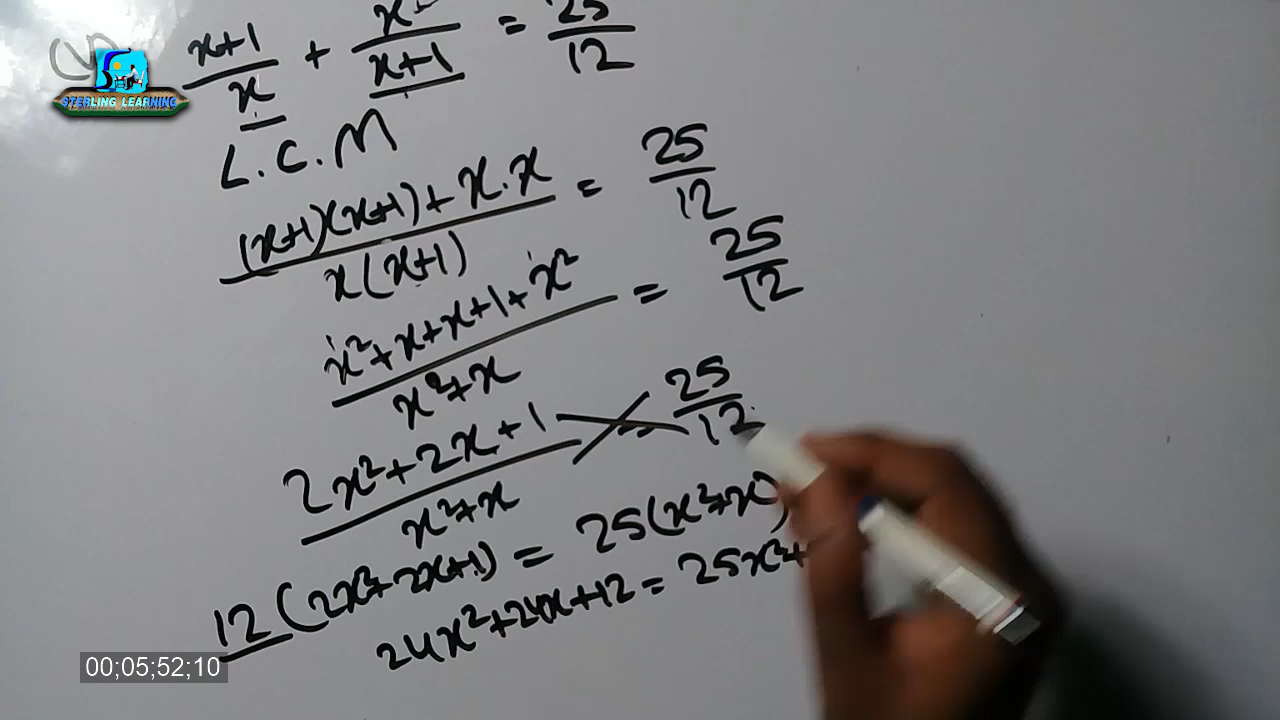 x+1/x + x/x+1 = 25/12
STERLING LEARNING
L.C.M
(x+1)(x+1)+x.x/x(x+1) = 25/12
x²+x+x+1+x²/x²+x = 25/12
2x²+2x+1/x²+x = 25/12
12(2x²+2x+1) = 25(x²+x)
24x²+24x+12 = 25x²+
00;05;52;10